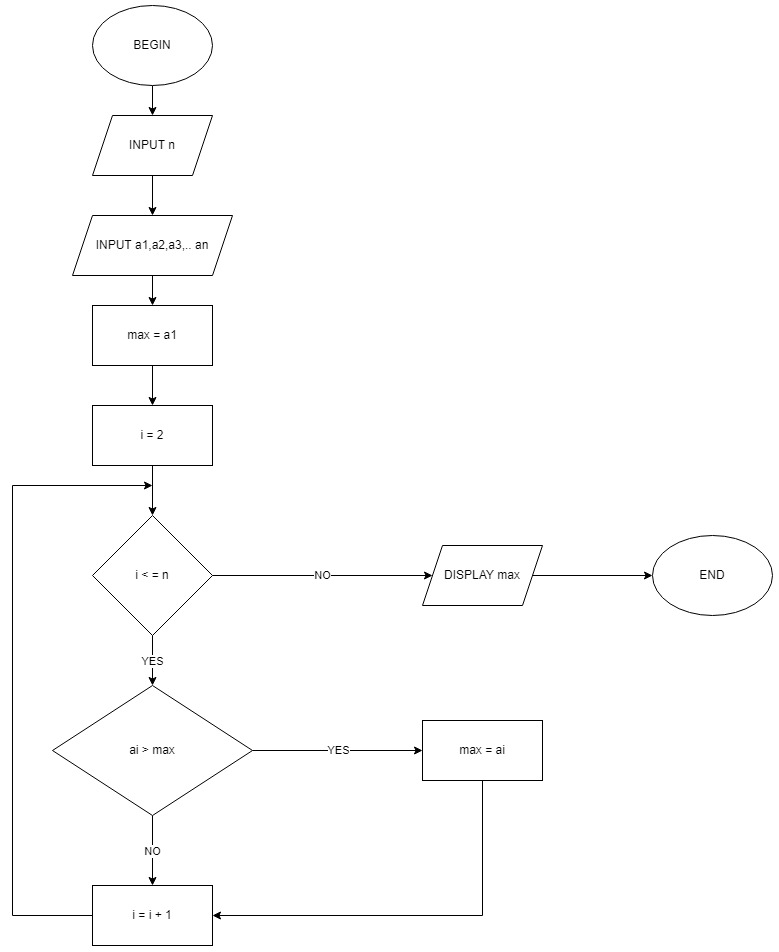 BEGIN
INPUT n
INPUT a1,a2,a3,.. an
max = a1
i = 2
i < = n
NO
DISPLAY max
END
YES
ai > max
YES
max = ai
NO
i = i + 1